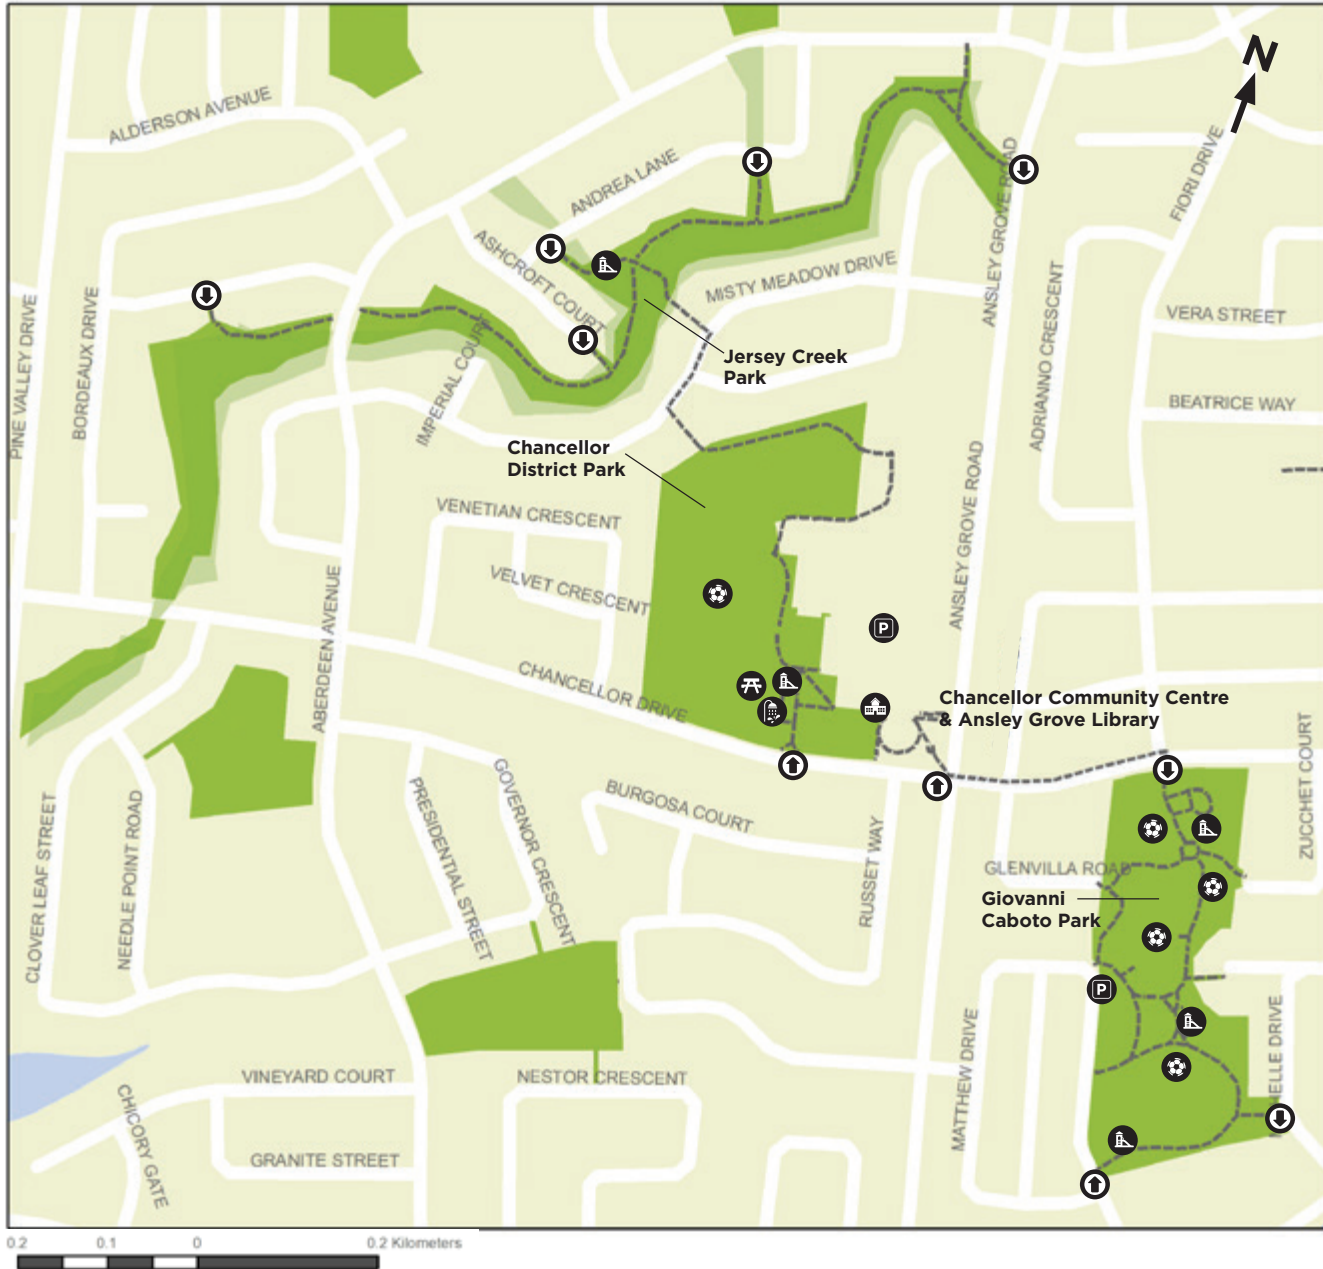 N
ALDERSON AVENUE
ANDREA LANE
FIORI DRIVE
ANSLEY GROVE ROAD
ASHCROFT COURT
MISTY MEADOW DRIVE
PINE VALLEY DRIVE
BORDEAUX DRIVE
IMPERIAL COURT
ADRIANNO CRESCENT
VERA STREET
Jersey Creek
Park
BEATRICE WAY
Chancellor
District Park
VENETIAN CRESCENT
ANSLEY GROVE ROAD
VELVET CRESCENT
ABERDEEN AVENUE
P
CHANCELLOR DRIVE
Chancellor Community Centre
& Ansley Grove Library
ZUCCHET COURT
CLOVER LEAF STREET
NEEDLE POINT ROAD
PRESIDENTIAL STREET
GOVERNOR CRESCENT
BURGOSA COURT
RUSSET WAY
GLENVILLA ROAD
Giovanni
Caboto Park
P
MATTHEW DRIVE
VINEYARD COURT
NESTOR CRESCENT
CHICORY GATE
GRANITE STREET
0.2 0.1 0 0.2 Kilometers